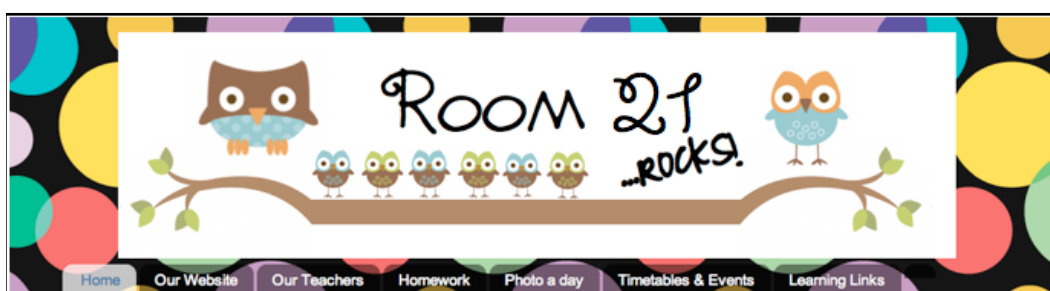 Room 21
...ROCKS!
Home Our Website Our Teachers Homework Photo a day Timetables & Events Learning Links